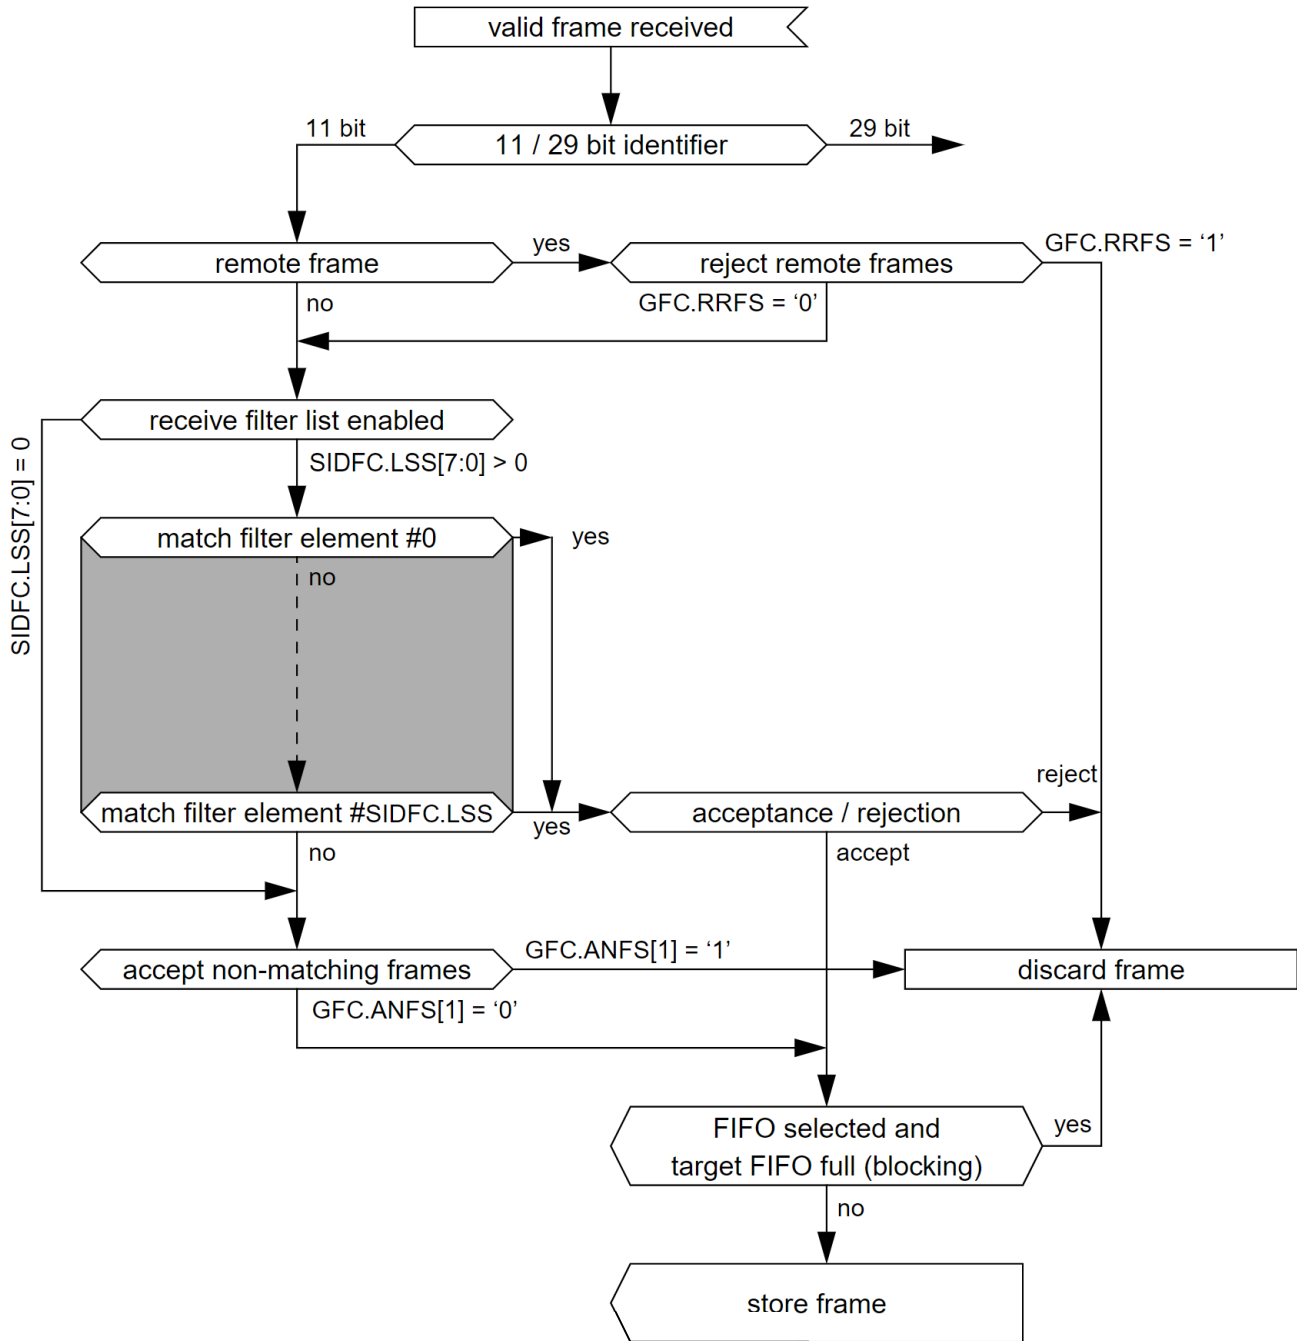 valid frame received
11 bit
11 / 29 bit identifier
29 bit
remote frame
yes
reject remote frames
GFC.RRFS = ‘1’
no
GFC.RRFS = ‘0’
receive filter list enabled
SIDFC.LSS[7:0] = 0
SIDFC.LSS[7:0] > 0
match filter element #0
yes
no
reject
match filter element #SIDFC.LSS
yes
acceptance / rejection
no
accept
accept non-matching frames
GFC.ANFS[1] = ‘1’
discard frame
GFC.ANFS[1] = ‘0’
FIFO selected and
target FIFO full (blocking)
yes
no
store frame